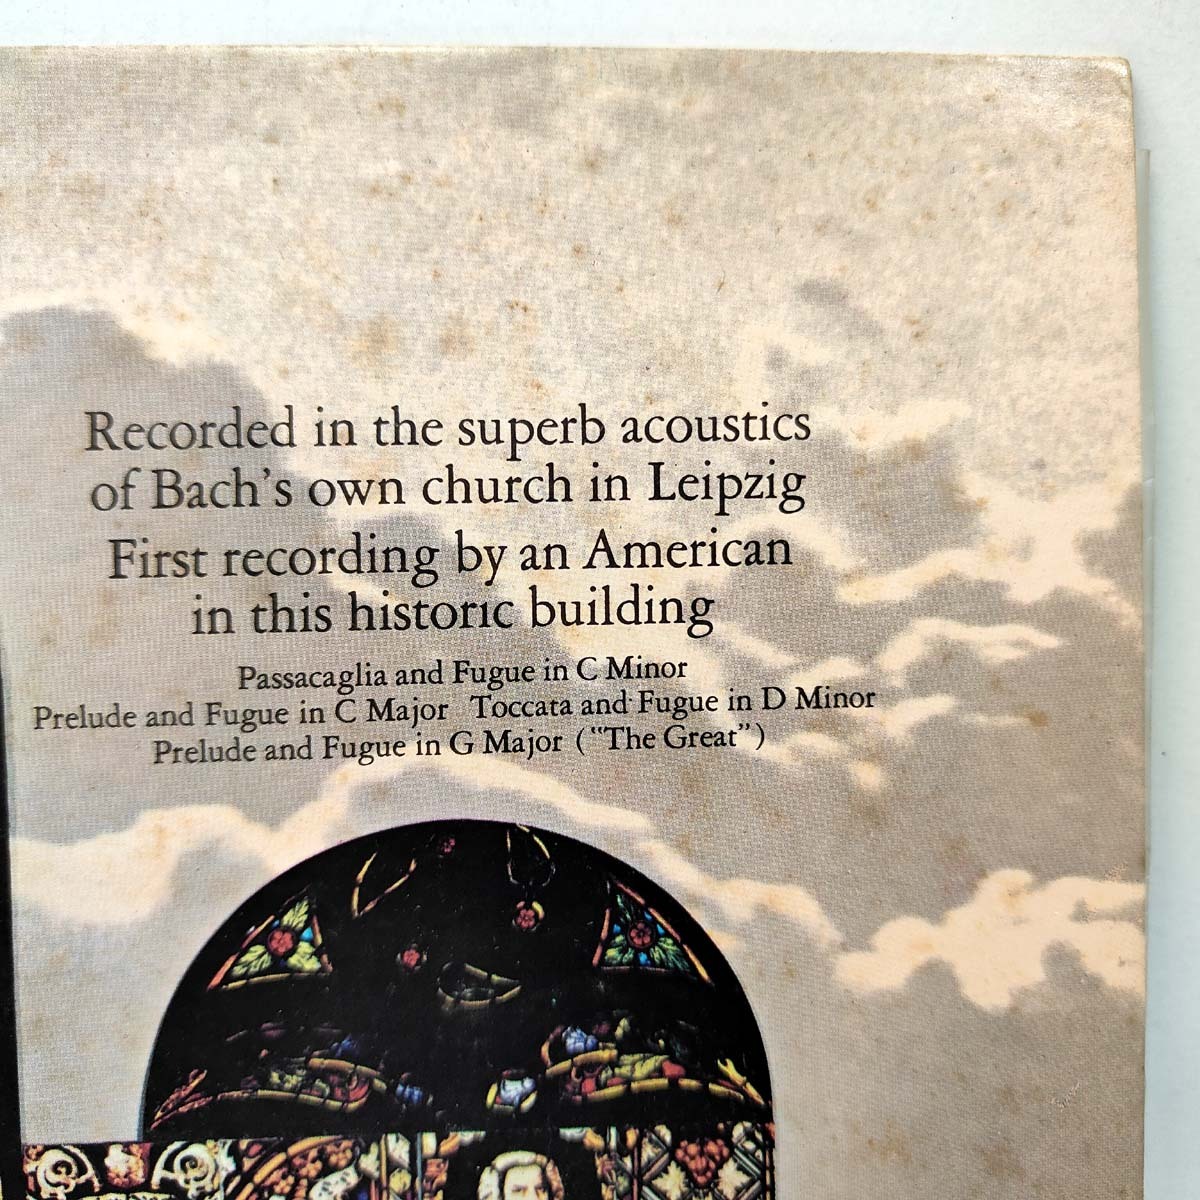 Recorded in the superb acoustics
of Bach's own church in Leipzig
First recording by an American
in this historic building
Passacaglia and Fugue in C Minor
Prelude and Fugue in C Major Toccata and Fugue in D Minor
Prelude and Fugue in G Major ("The Great")